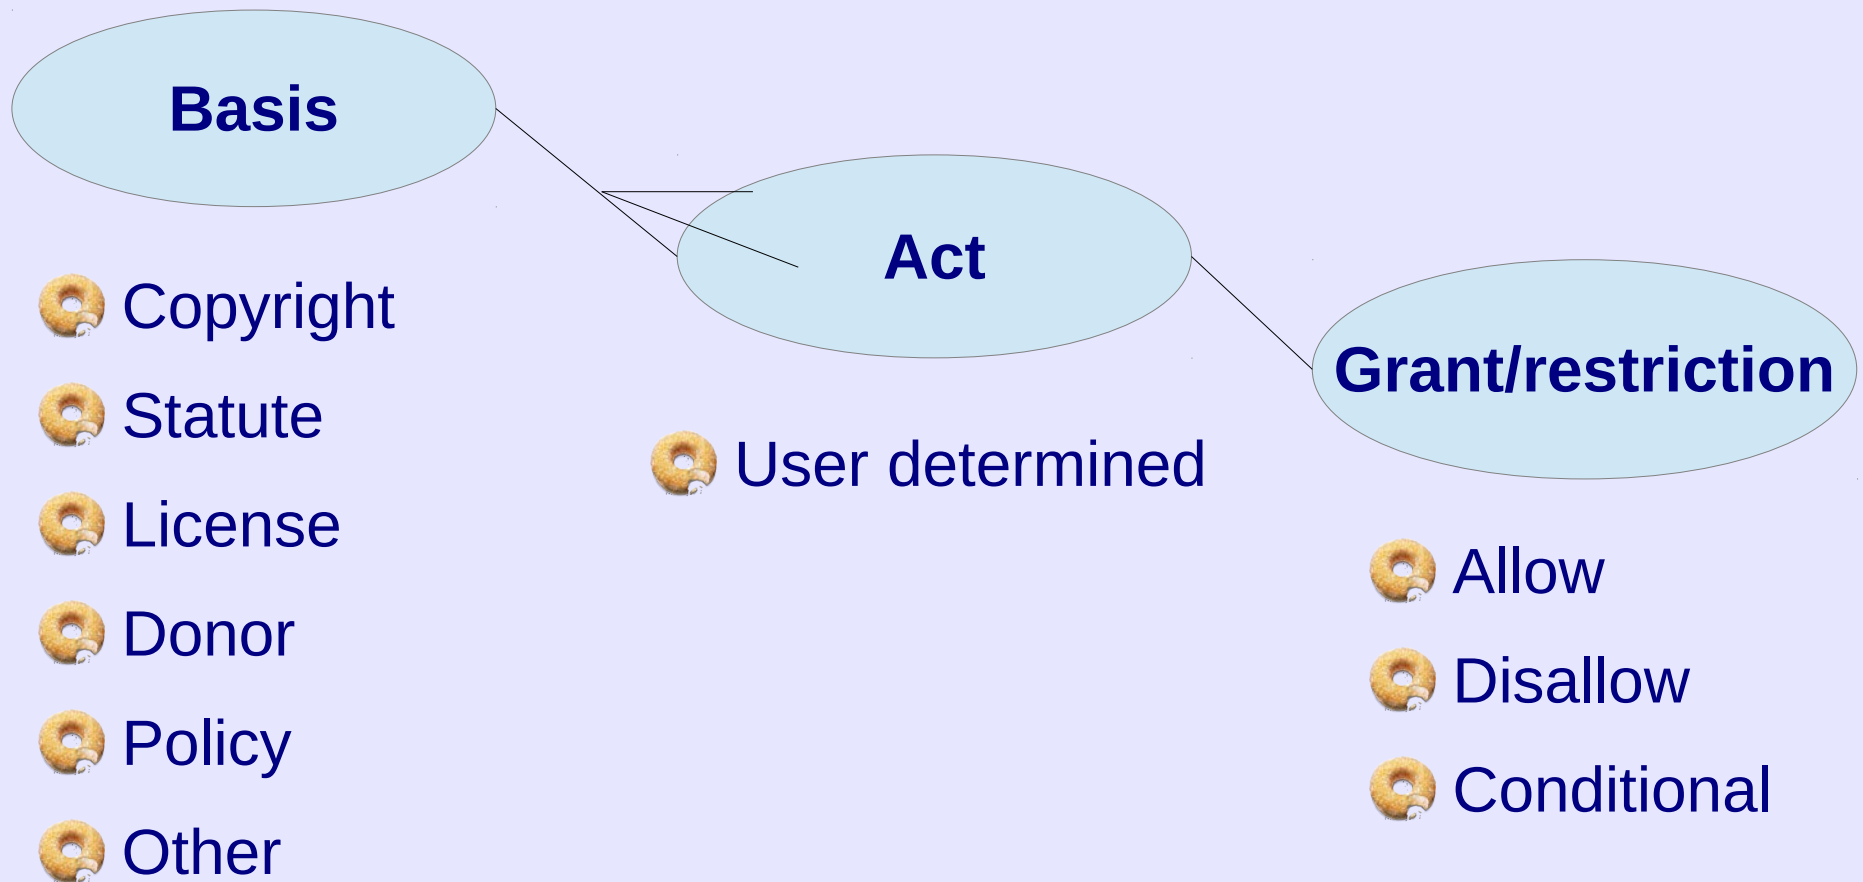 Basis
Copyright
Statute
License
Donor
Policy
Other
Act
User determined
Grant/restriction
Allow
Disallow
Conditional